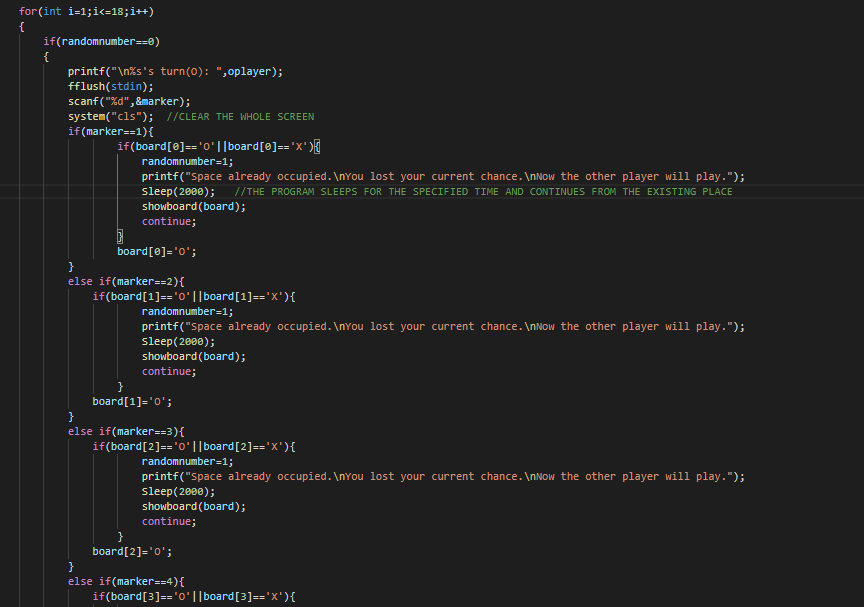 for(int i=1;i<=18;i++)
{
    if(randomnumber==0)
    {
        printf("\n%s's turn(O): ",oplayer);
        fflush(stdin);
        scanf("%d",&marker);
        system("cls");  //CLEAR THE WHOLE SCREEN
        if(marker==1){
                if(board[0]=='O'||board[0]=='X'){
                    randomnumber=1;
                    printf("Space already occupied.\nYou lost your current chance.\nNow the other player will play.");
                    Sleep(2000);   //THE PROGRAM SLEEPS FOR THE SPECIFIED TIME AND CONTINUES FROM THE EXISTING PLACE
                    showboard(board);
                    continue;
                }
                board[0]='O';
        }
        else if(marker==2){
            if(board[1]=='O'||board[1]=='X'){
                    randomnumber=1;
                    printf("Space already occupied.\nYou lost your current chance.\nNow the other player will play.");
                    Sleep(2000);
                    showboard(board);
                    continue;
                }
            board[1]='O';
        }
        else if(marker==3){
            if(board[2]=='O'||board[2]=='X'){
                    randomnumber=1;
                    printf("Space already occupied.\nYou lost your current chance.\nNow the other player will play.");
                    Sleep(2000);
                    showboard(board);
                    continue;
                }
            board[2]='O';
        }
        else if(marker==4){
            if(board[3]=='O'||board[3]=='X'){